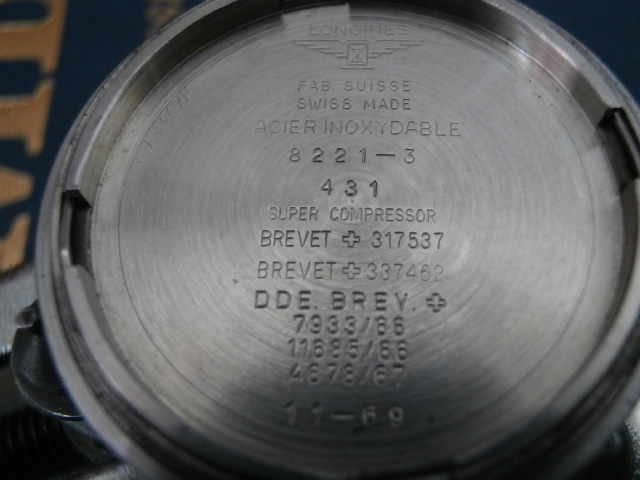 LONGINES
FAB. SUISSE
SWISS MADE
ACIER INOXYDABLE
8221-3
431
SUPER COMPRESSOR
BREVET ✚ 317537
BREVET ✚ 337462
DDE. BREV. ✚
7933/66
11685/66
4678/67
11-69